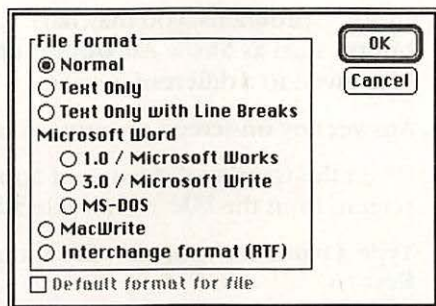 File Format
Normal
Text Only
Text Only with Line Breaks
Microsoft Word
1.0 / Microsoft Works
3.0 / Microsoft Write
MS-DOS
MacWrite
Interchange format (RTF)
Default format for file
OK
Cancel